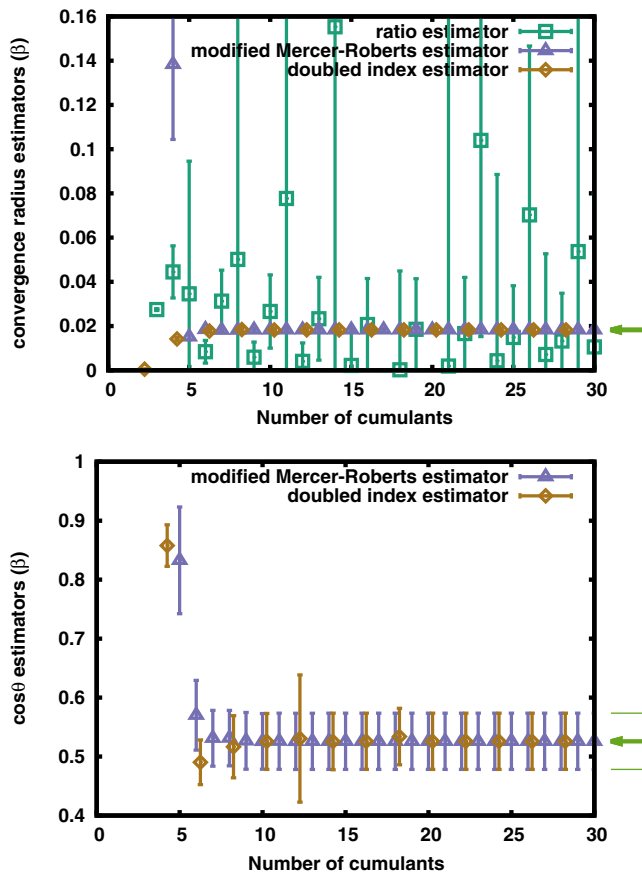 0.16
0.14
0.12
0.1
0.08
0.06
0.04
0.02
0
convergence radius estimators (β)
ratio estimator
modified Mercer-Roberts estimator
doubled index estimator
0 5 10 15 20 25 30
Number of cumulants
1
0.9
0.8
0.7
0.6
0.5
0.4
cosθ estimators (β)
modified Mercer-Roberts estimator
doubled index estimator
0 5 10 15 20 25 30
Number of cumulants